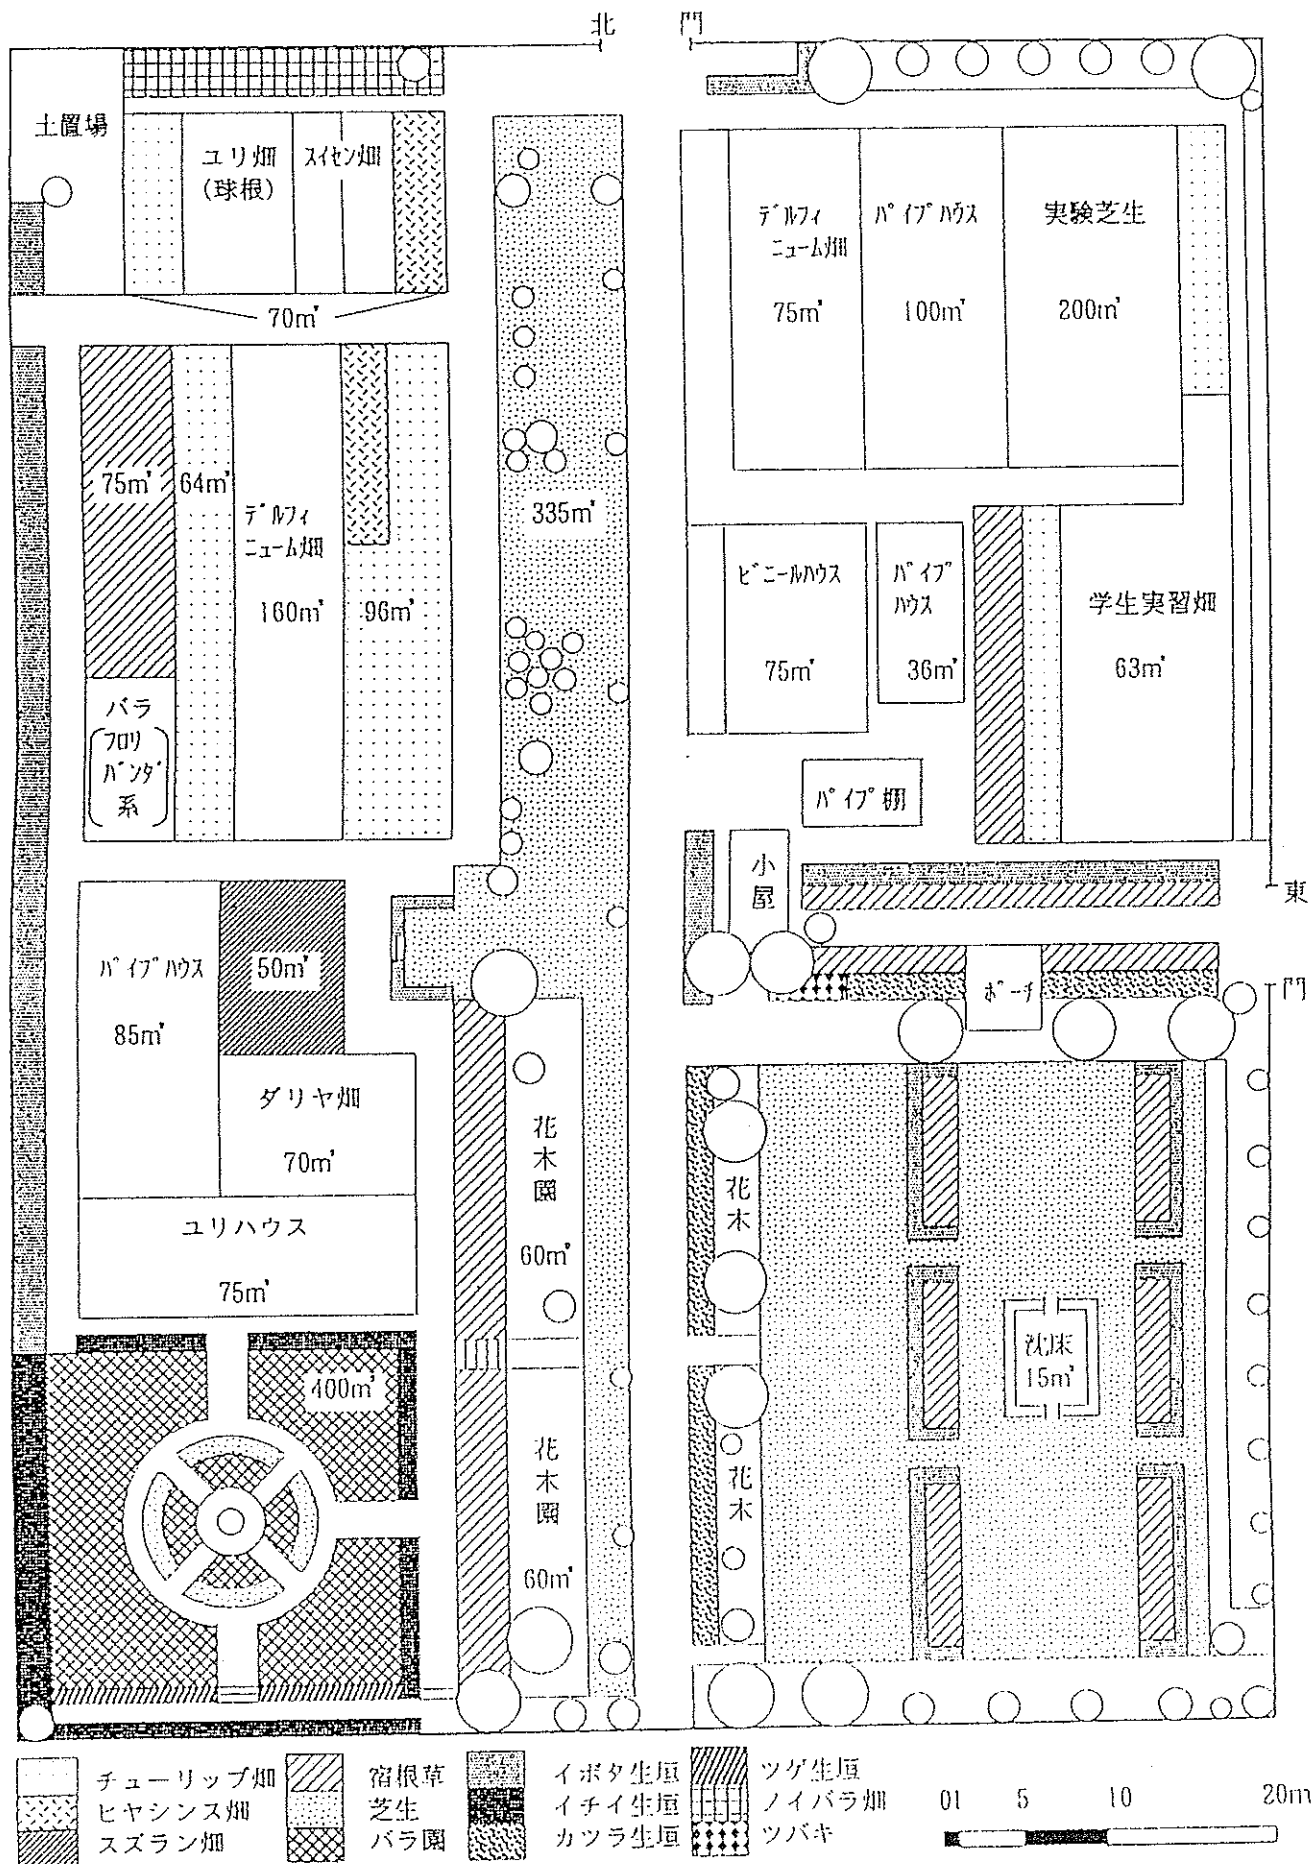 北 門
土置場
ユリ畑
(球根)
スイセン畑
70㎡
デルフィ
ニューム畑
75㎡
パイプハウス
100㎡
実験芝生
200㎡
75㎡
64㎡
デルフィ
ニューム畑
160㎡
96㎡
バラ
フロリ
バンダ
系
335㎡
ビニールハウス
75㎡
パイプ
ハウス
36㎡
学生実習畑
63㎡
パイプ棚
小屋
東
門
ポーチ
パイプハウス
85㎡
50㎡
ダリヤ畑
70㎡
ユリハウス
75㎡
400㎡
花木園
60㎡
花木園
60㎡
花木
花木
沈床
15㎡
チューリップ畑
ヒヤシンス畑
スズラン畑
宿根草
芝生
バラ園
イボタ生垣
イチイ生垣
カツラ生垣
ツゲ生垣
ノイバラ畑
ツバキ
01 5 10 20m